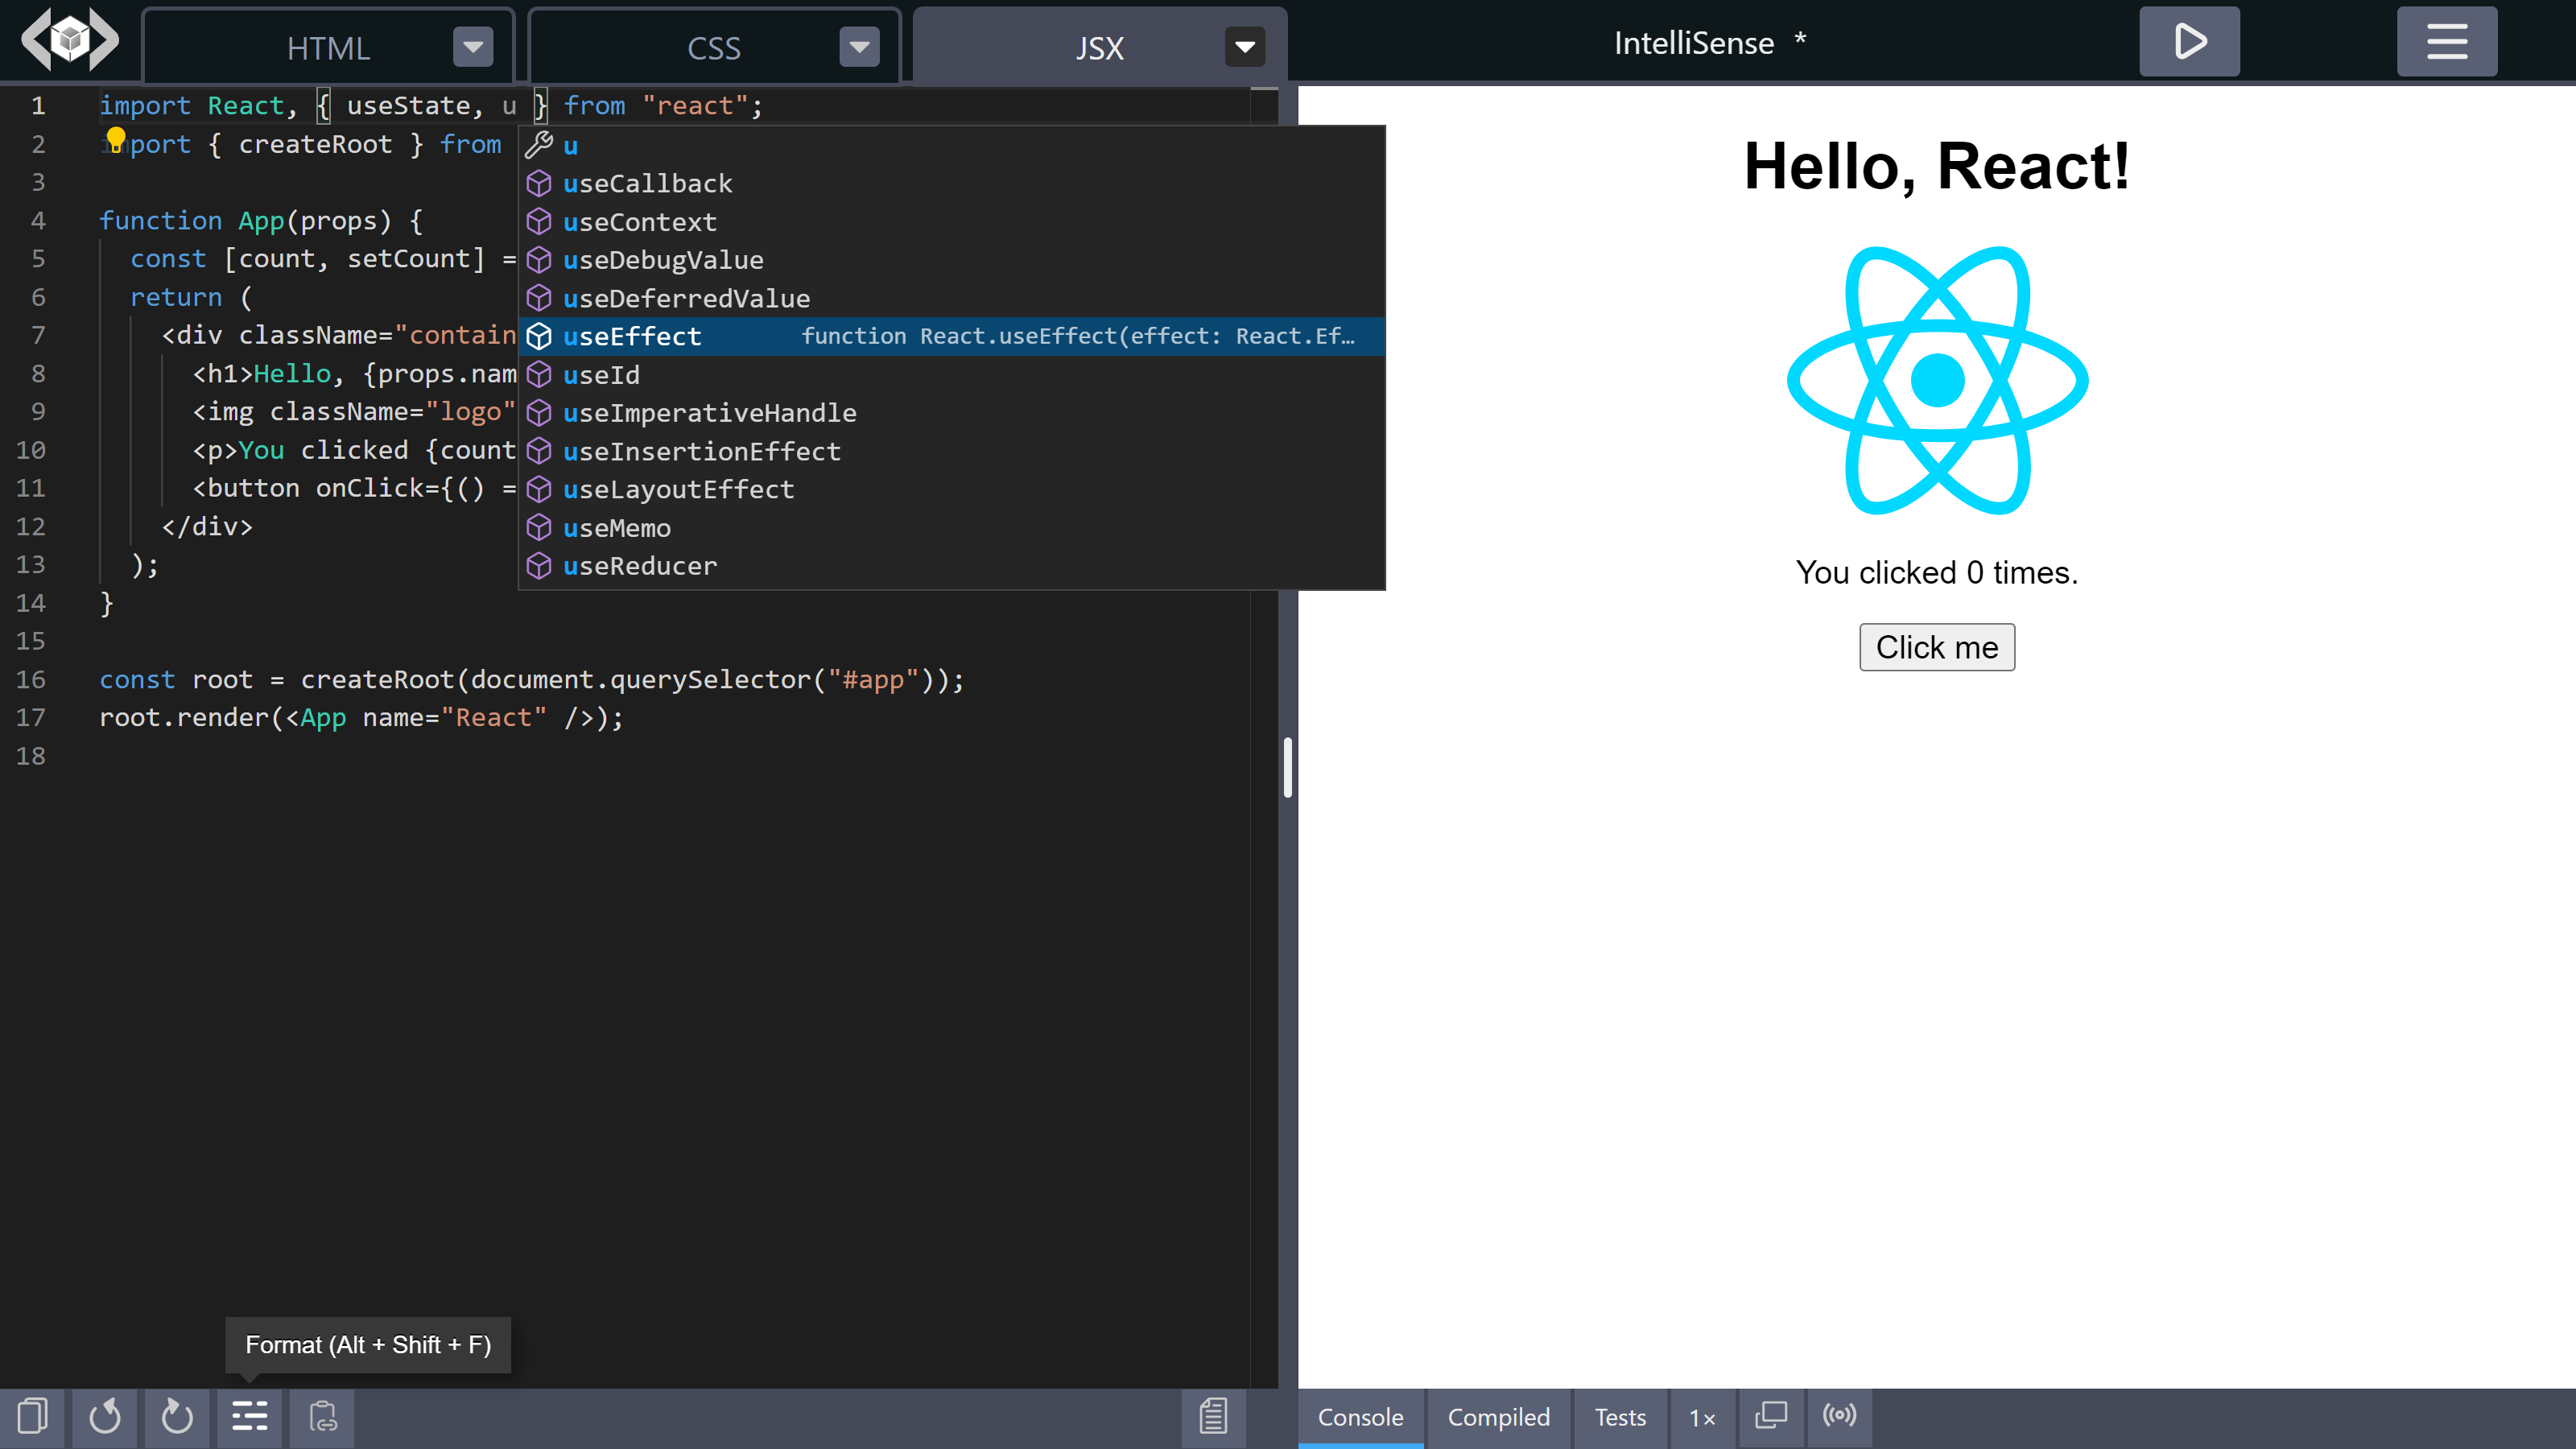 HTML
CSS
JSX
IntelliSense *
1 import React, { useState, u } from "react";
2 import { createRoot } from
3
4 function App(props) {
5 const [count, setCount] =
6 return (
7 <div className="contain
8 <h1>Hello, {props.nam
9 <img className="logo"
10 <p>You clicked {count
11 <button onClick={() =
12 </div>
13 );
14 }
15
16 const root = createRoot(document.querySelector("#app"));
17 root.render(<App name="React" />);
18
u
useCallback
useContext
useDebugValue
useDeferredValue
useEffect function React.useEffect(effect: React.Ef…
useId
useImperativeHandle
useInsertionEffect
useLayoutEffect
useMemo
useReducer
Hello, React!
You clicked 0 times.
Click me
Format (Alt + Shift + F)
Console
Compiled
Tests
1×